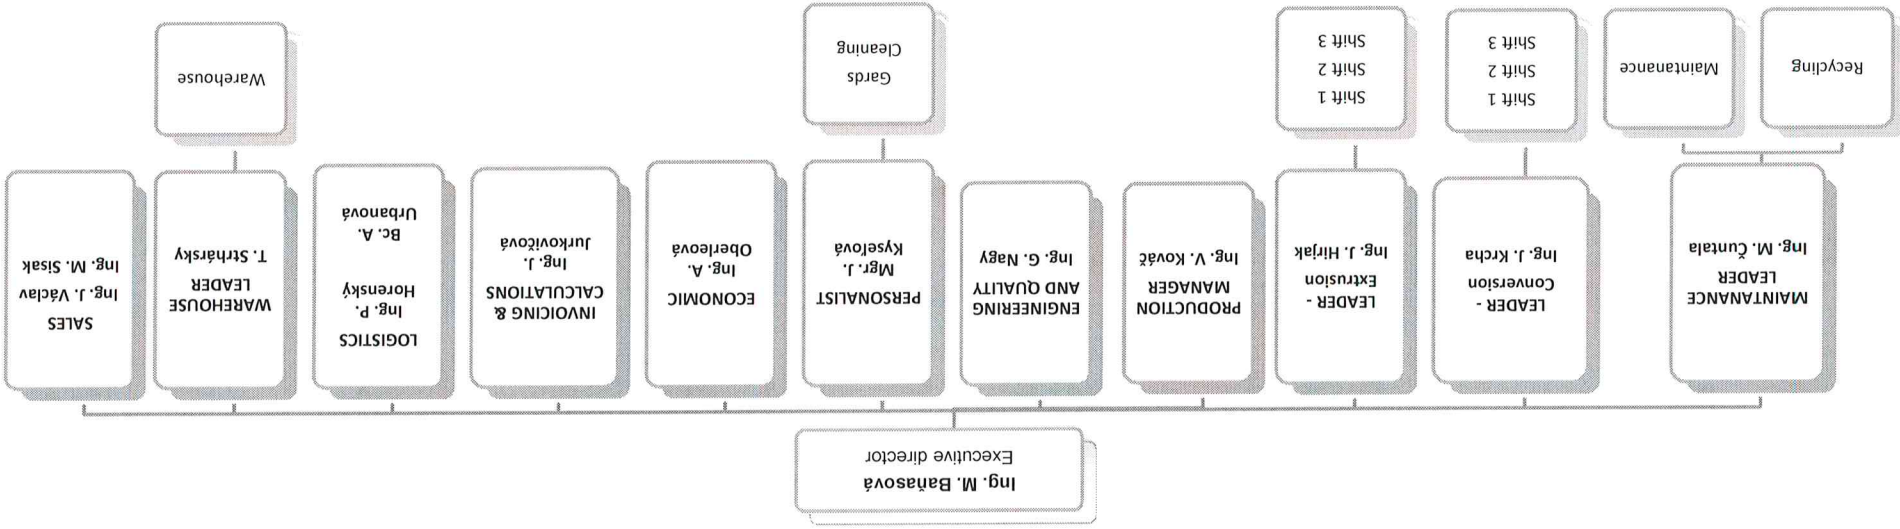 Ing. M. Baňasová
Executive director
MAINTANANCE
LEADER
Ing. M. Čuntala
LEADER -
Conversion
Ing. J. Krcha
LEADER -
Extrusion
Ing. J. Hirjak
PRODUCTION
MANAGER
Ing. V. Kováč
ENGINEERING
AND QUALITY
Ing. G. Nagy
PERSONALIST
Mgr. J.
Kyseľová
ECONOMIC
Ing. A.
Oberleová
INVOICING &
CALCULATIONS
Ing. J.
Jurkovičová
LOGISTICS
Ing. P.
Horenský
Bc. A.
Urbanová
WAREHOUSE
LEADER
T. Strhársky
SALES
Ing. J. Václav
Ing. M. Sisak
Recycling
Maintanance
Shift 1
Shift 2
Shift 3
Shift 1
Shift 2
Shift 3
Gards
Cleaning
Warehouse